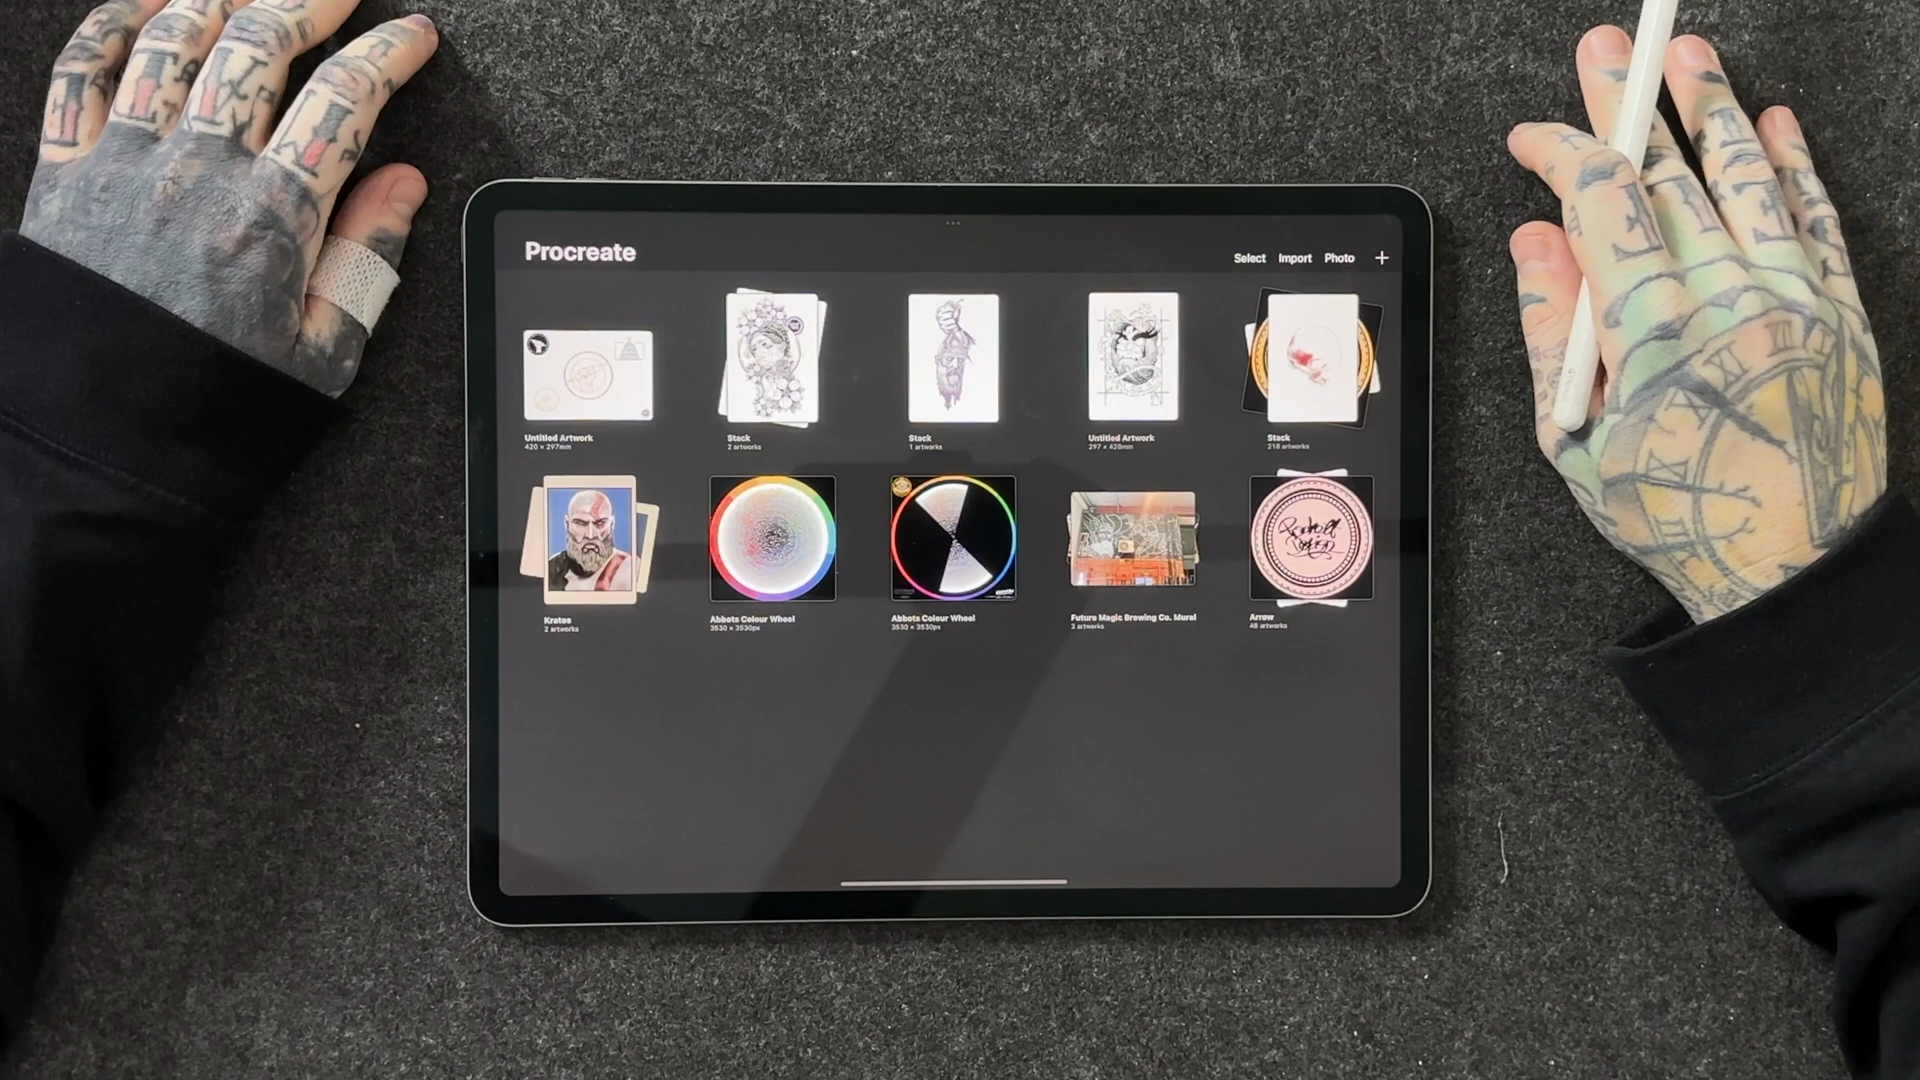 Procreate
Select Import Photo +
Untitled Artwork
420 × 297mm
Stack
2 artworks
Stack
1 artworks
Untitled Artwork
297 × 420mm
Stack
218 artworks
Kratos
2 artworks
Abbots Colour Wheel
3530 × 3530px
Abbots Colour Wheel
3530 × 3530px
Future Magic Brewing Co. Mural
3 artworks
Arrow
48 artworks
XI
XII